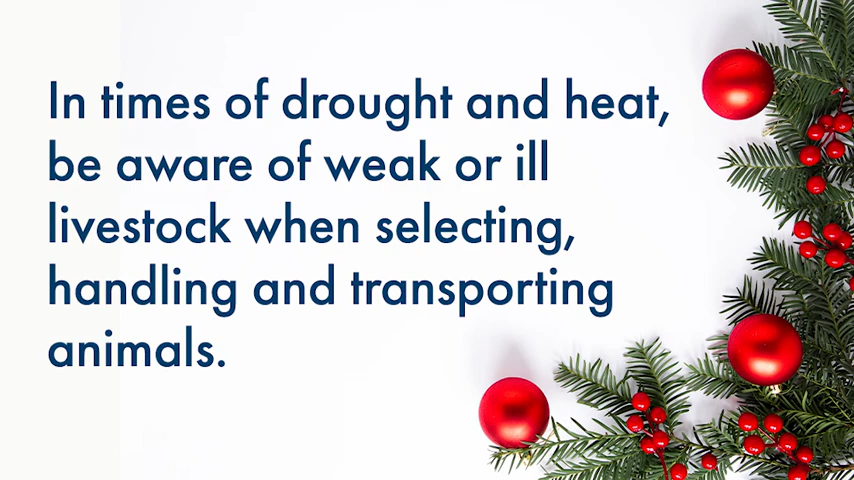 In times of drought and heat,
be aware of weak or ill
livestock when selecting,
handling and transporting
animals.